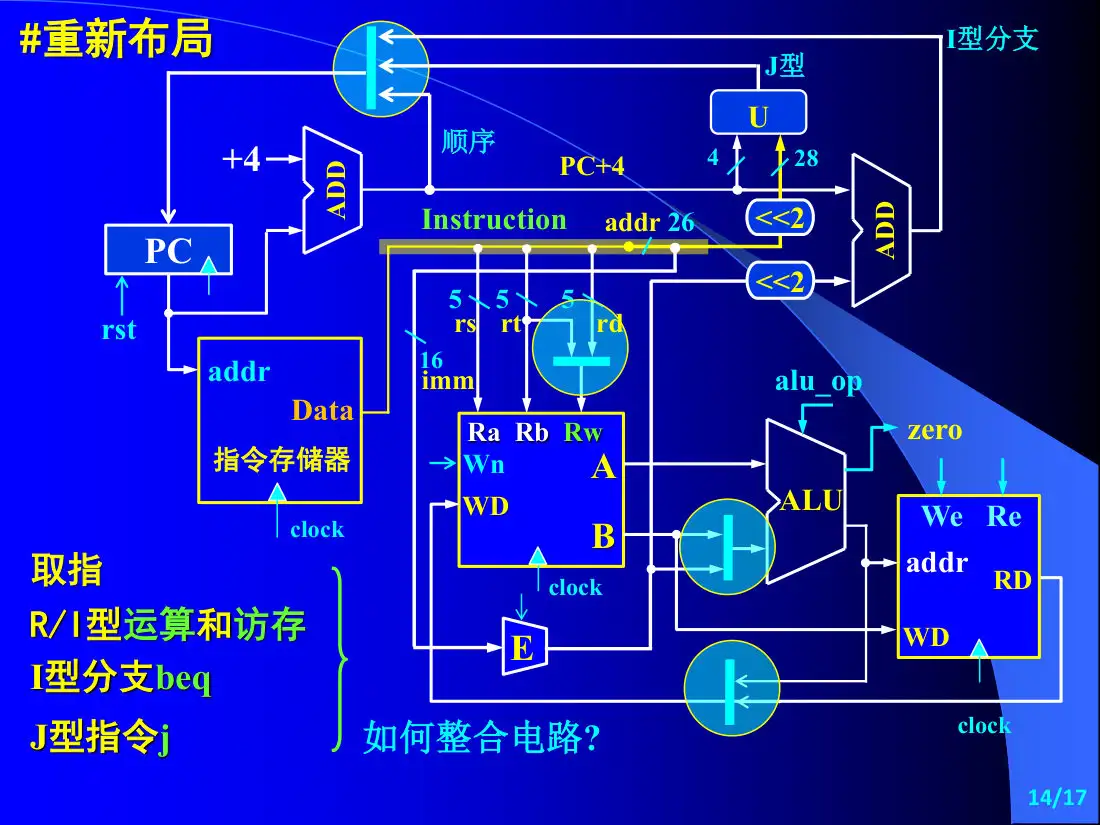 #重新布局
I型分支
J型
U
顺序
+4
ADD
4
28
PC+4
Instruction
addr 26
<<2
ADD
PC
<<2
rst
5
5
5
rs
rt
rd
16
imm
addr
Data
指令存储器
clock
alu_op
Ra Rb Rw
Wn
A
WD
B
clock
ALU
zero
We Re
addr
RD
WD
clock
E
取指
R/I型运算和访存
I型分支beq
J型指令j
如何整合电路?
14/17